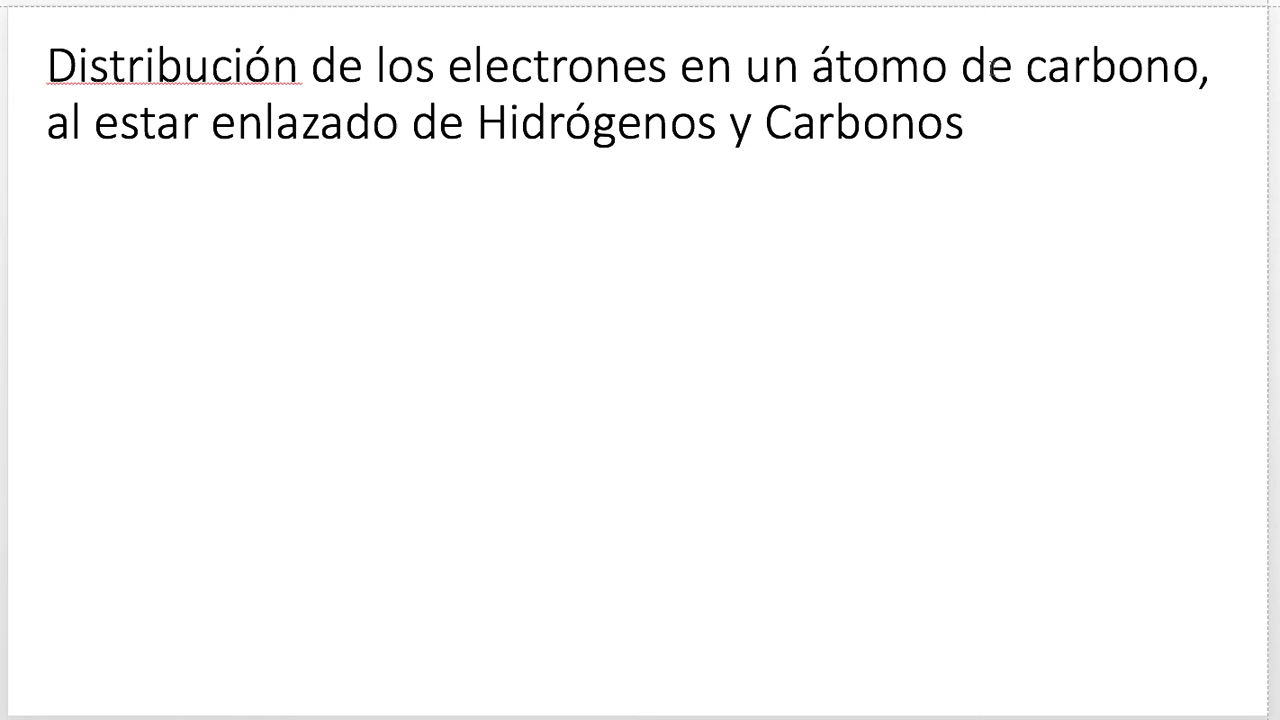 Distribución de los electrones en un átomo de carbono,
al estar enlazado de Hidrógenos y Carbonos